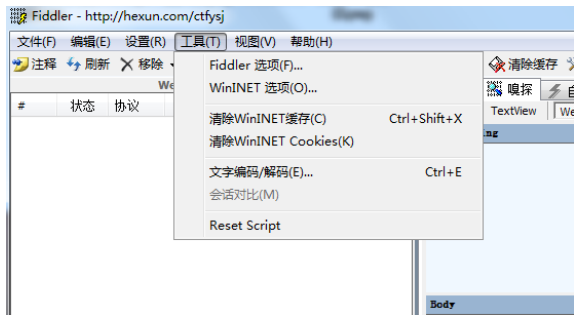 Fiddler - http://hexun.com/ctfysj
文件(F) 编辑(E) 设置(R) 工具(T) 视图(V) 帮助(H)
注释 刷新 移除 清除缓存
Fiddler 选项(F)...
WinINET 选项(O)...
清除WinINET缓存(C) Ctrl+Shift+X
清除WinINET Cookies(K)
文字编码/解码(E)... Ctrl+E
会话对比(M)
Reset Script
# 状态 协议
嗅探
TextView
Body